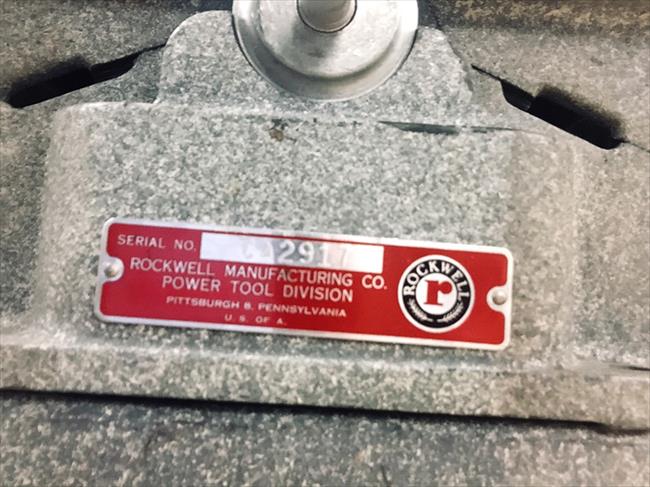 SERIAL NO.
ROCKWELL MANUFACTURING CO.
POWER TOOL DIVISION
PITTSBURGH 8, PENNSYLVANIA
U. S. OF A.
ROCKWELL
r